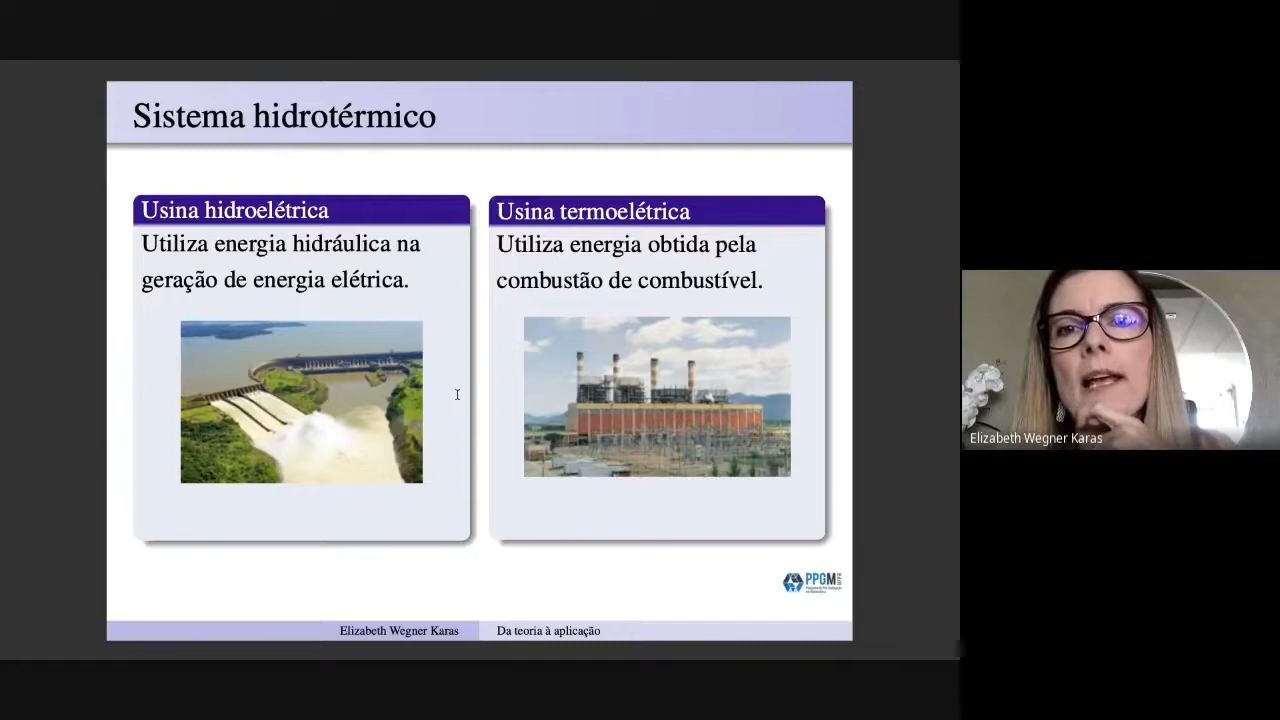 Sistema hidrotérmico
Usina hidroelétrica
Utiliza energia hidráulica na
geração de energia elétrica.
Usina termoelétrica
Utiliza energia obtida pela
combustão de combustível.
PPGM
Elizabeth Wegner Karas
Da teoria à aplicação
Elizabeth Wegner Karas